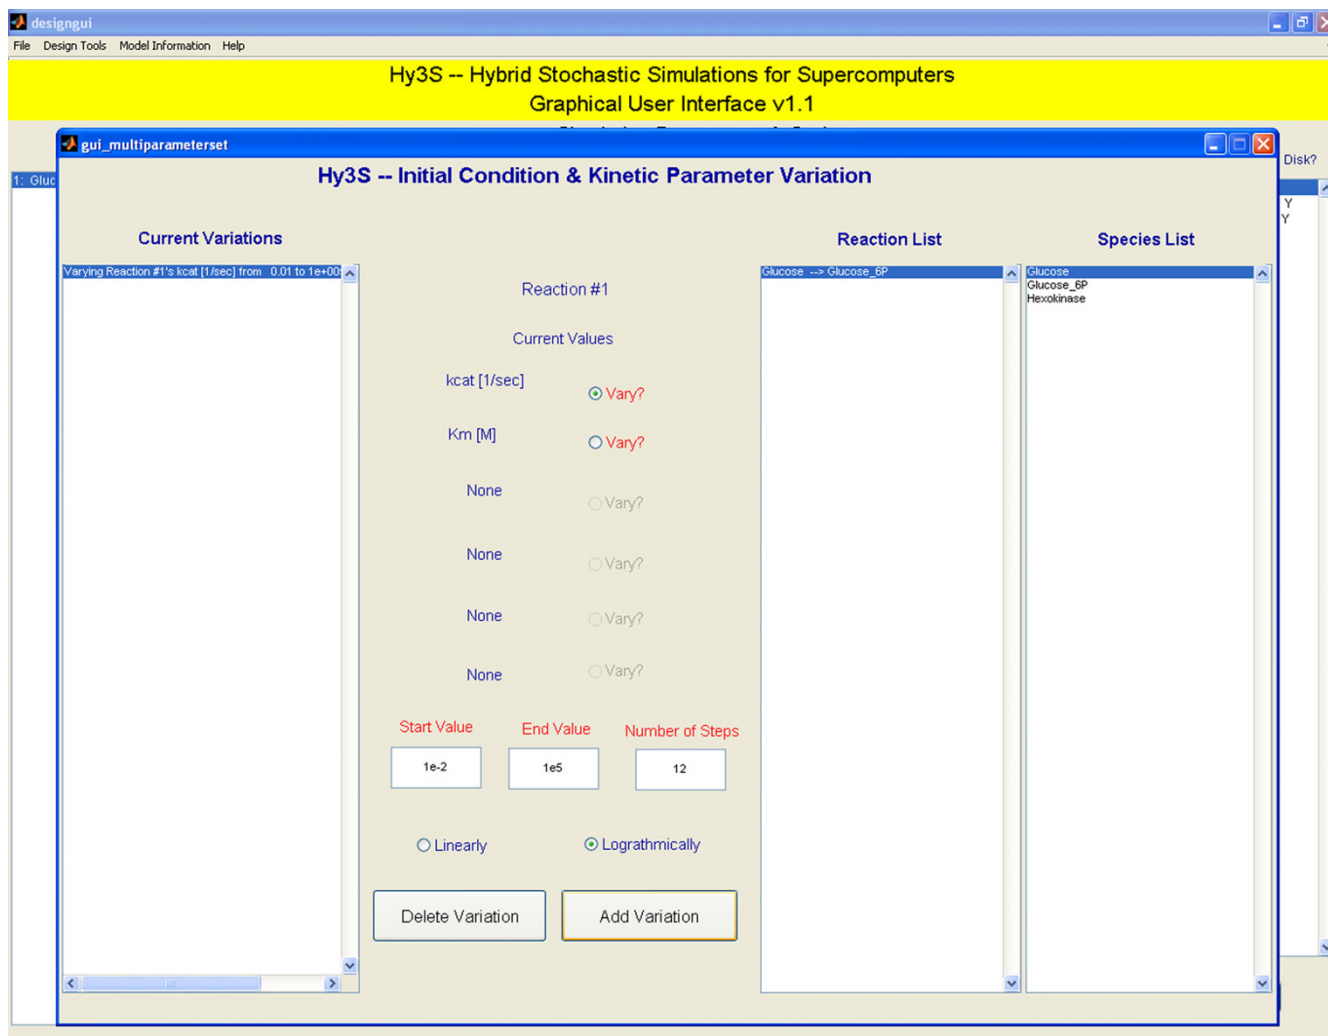 designgui
File Design Tools Model Information Help
Hy3S -- Hybrid Stochastic Simulations for Supercomputers
Graphical User Interface v1.1
gui_multiparameterset
Disk?
1: Gluc
Y
Y
Hy3S -- Initial Condition & Kinetic Parameter Variation
Current Variations
Reaction List
Species List
Varying Reaction #1's kcat [1/sec] from 0.01 to 1e+00
Glucose --> Glucose_6P
Glucose
Glucose_6P
Hexokinase
Reaction #1
Current Values
kcat [1/sec] Vary?
Km [M] Vary?
None Vary?
None Vary?
None Vary?
None Vary?
Start Value End Value Number of Steps
1e-2 1e5 12
Linearly Lograthmically
Delete Variation Add Variation